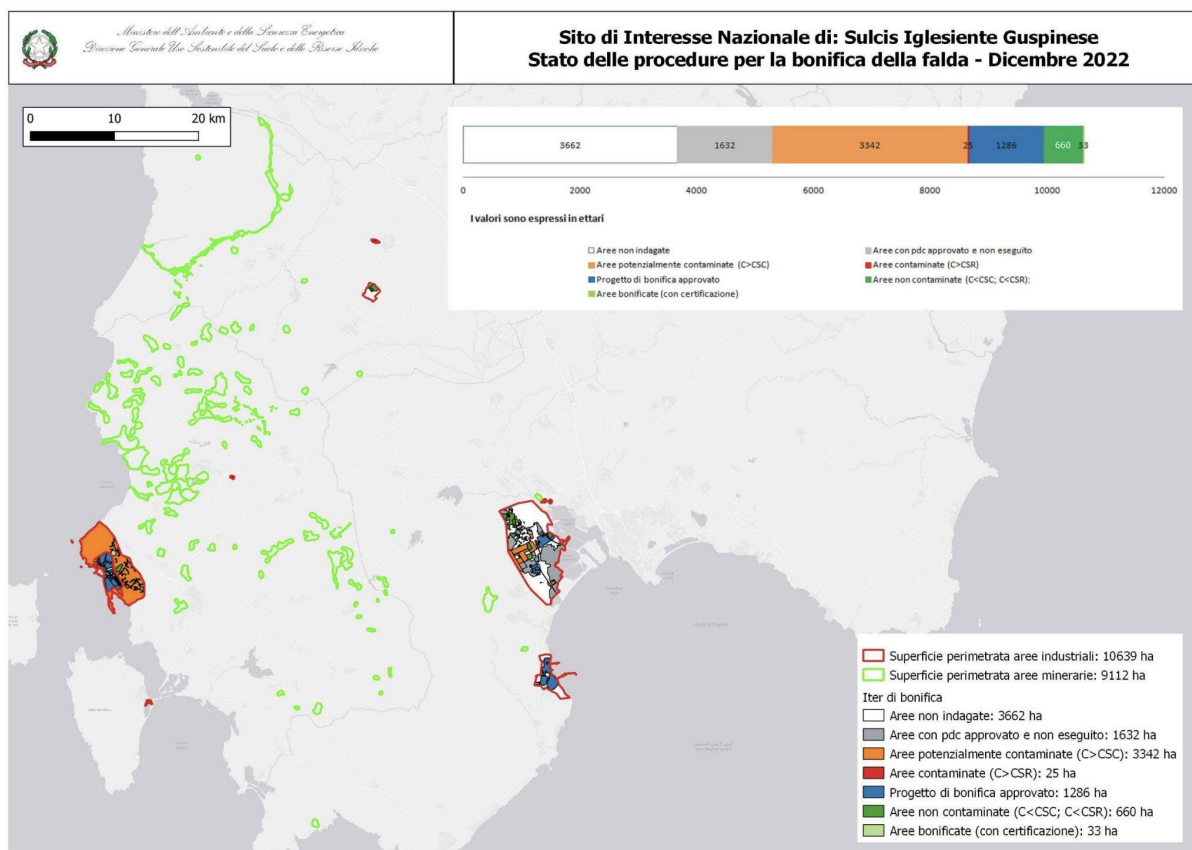 Ministero dell'Ambiente e della Sicurezza Energetica
Direzione Generale Uso Sostenibile del Suolo e delle Risorse Idriche
Sito di Interesse Nazionale di: Sulcis Iglesiente Guspinese
Stato delle procedure per la bonifica della falda - Dicembre 2022
0 10 20 km
3662 1632 3342 25 1286 660 33
0 2000 4000 6000 8000 10000 12000
I valori sono espressi in ettari
Aree non indagate
Aree con pdc approvato e non eseguito
Aree potenzialmente contaminate (C>CSC)
Aree contaminate (C>CSR)
Progetto di bonifica approvato
Aree non contaminate (C<CSC; C<CSR):
Aree bonificate (con certificazione)
Superficie perimetrata aree industriali: 10639 ha
Superficie perimetrata aree minerarie: 9112 ha
Iter di bonifica
Aree non indagate: 3662 ha
Aree con pdc approvato e non eseguito: 1632 ha
Aree potenzialmente contaminate (C>CSC): 3342 ha
Aree contaminate (C>CSR): 25 ha
Progetto di bonifica approvato: 1286 ha
Aree non contaminate (C<CSC; C<CSR): 660 ha
Aree bonificate (con certificazione): 33 ha